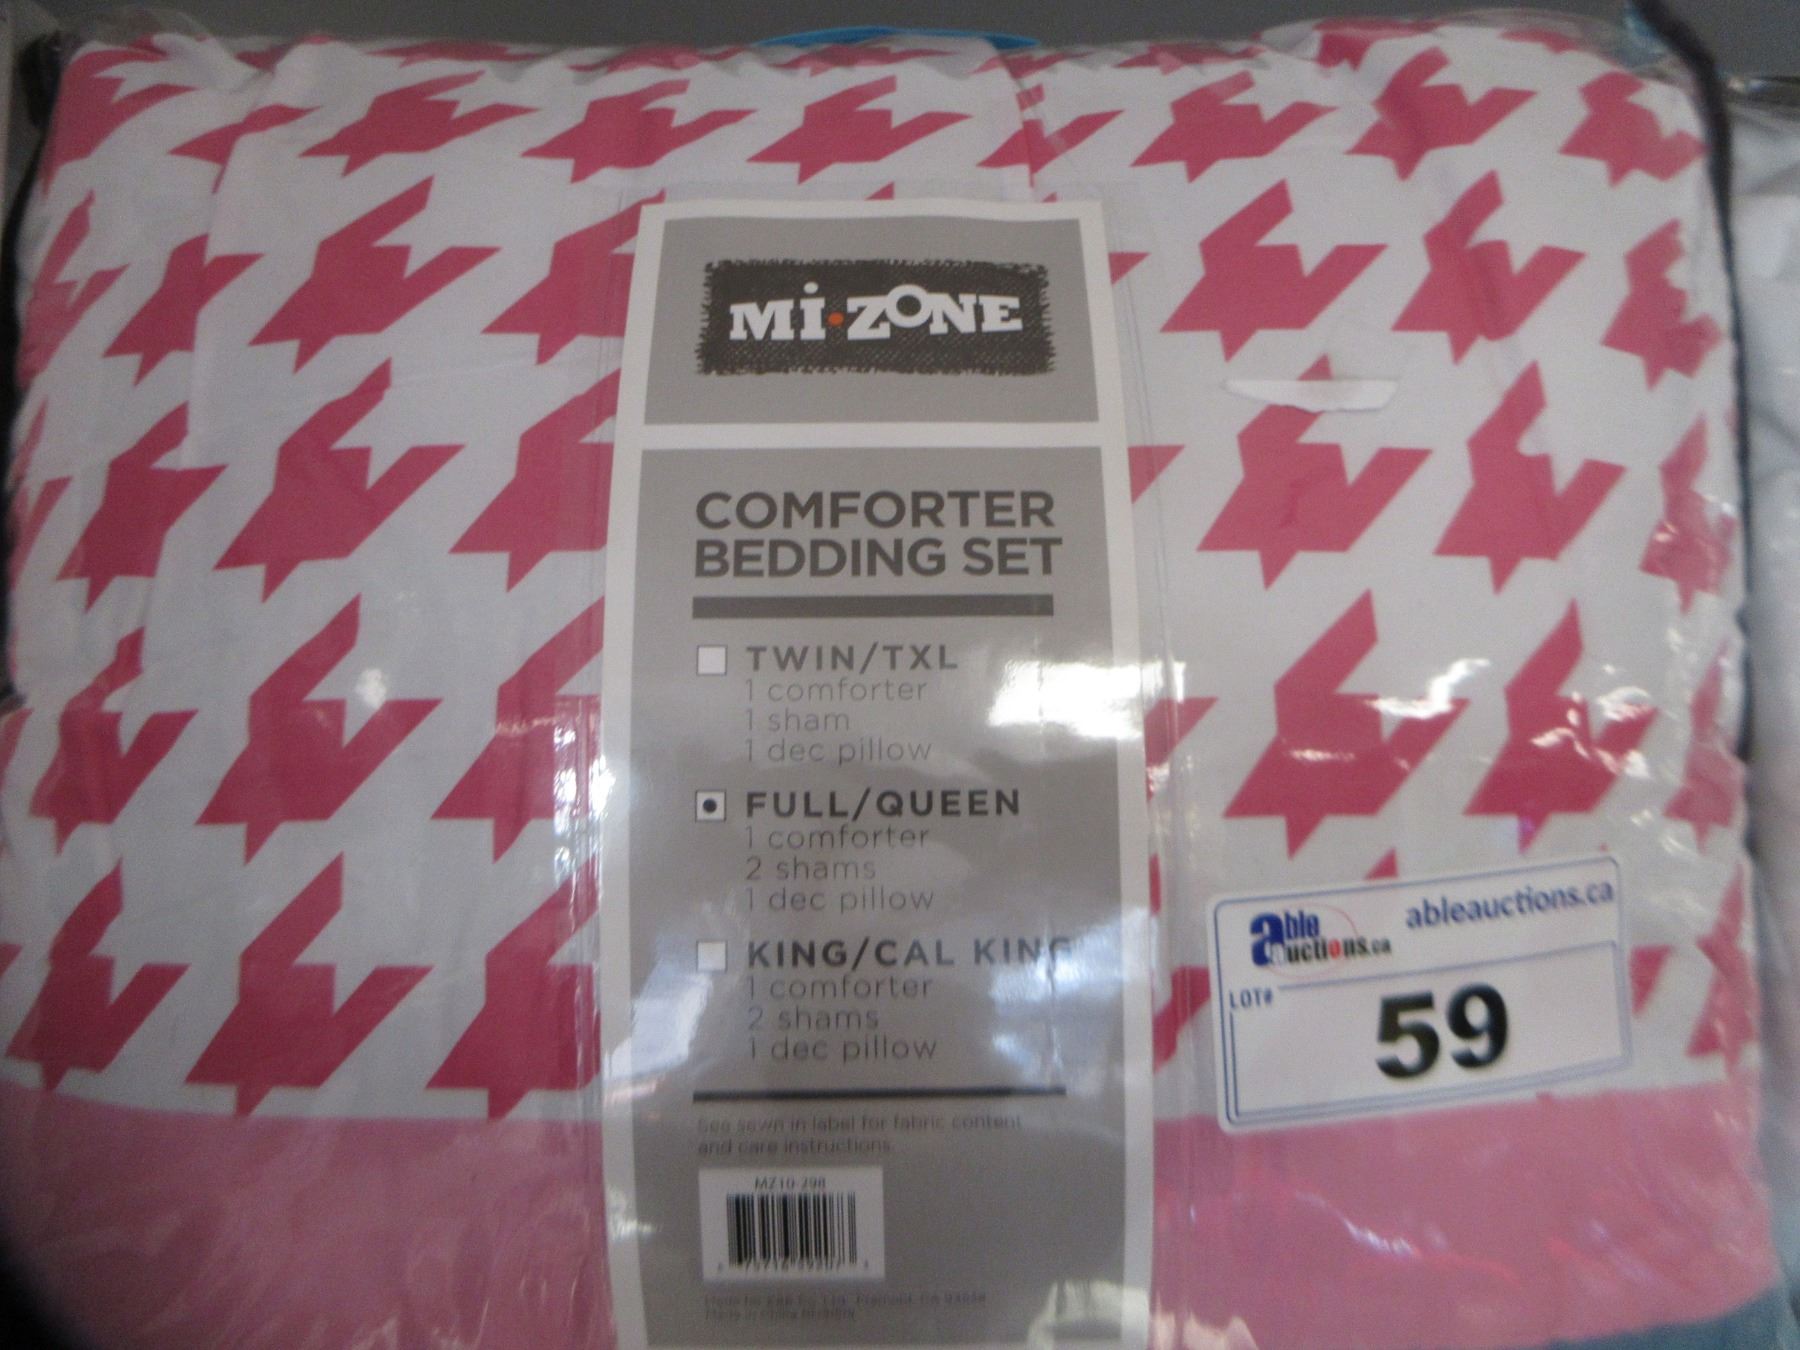 Mi·ZONE
COMFORTER
BEDDING SET
TWIN/TXL
1 comforter
1 sham
1 dec pillow
FULL/QUEEN
1 comforter
2 shams
1 dec pillow
KING/CAL KING
1 comforter
2 shams
1 dec pillow
See sewn in label for fabric content
and care instructions.
MZ10-298
able auctions.ca
ableauctions.ca
LOT#
59